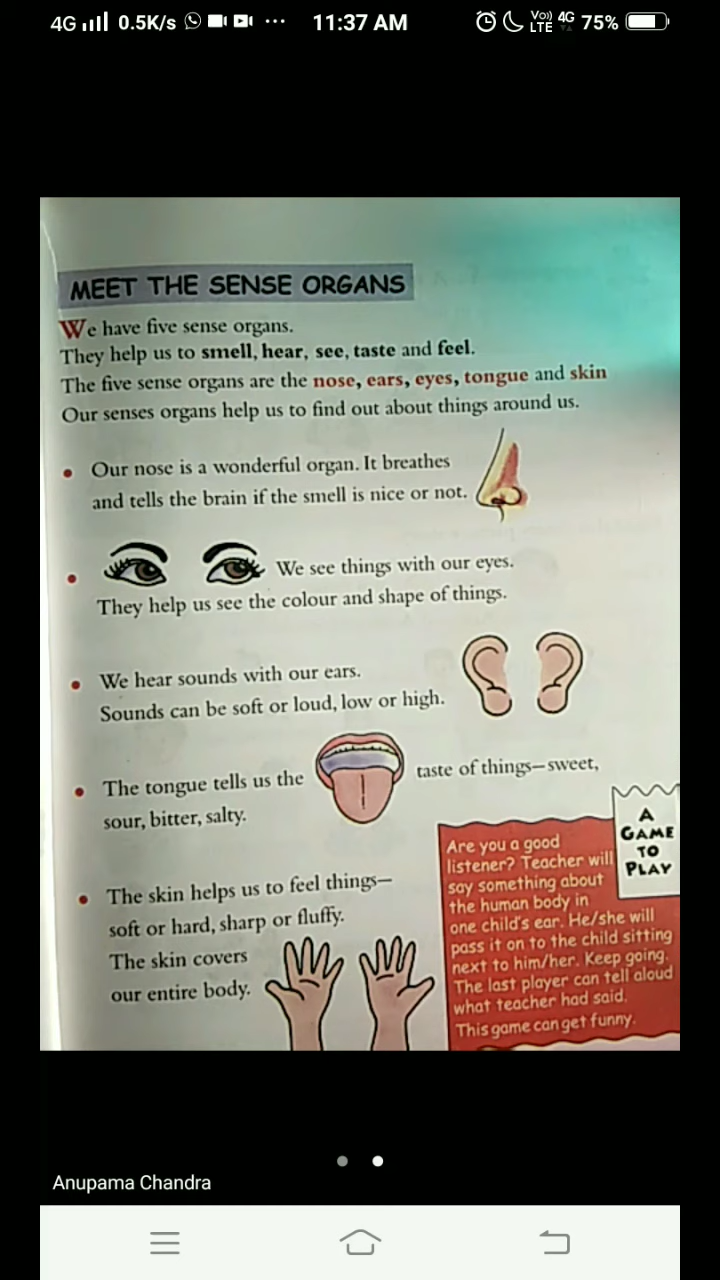 4G 0.5K/s ... 11:37 AM Vo) LTE 4G 75%
MEET THE SENSE ORGANS
We have five sense organs.
They help us to smell, hear, see, taste and feel.
The five sense organs are the nose, ears, eyes, tongue and skin
Our senses organs help us to find out about things around us.
• Our nose is a wonderful organ. It breathes
and tells the brain if the smell is nice or not.
• We see things with our eyes.
They help us see the colour and shape of things.
• We hear sounds with our ears.
Sounds can be soft or loud, low or high.
• The tongue tells us the taste of things—sweet,
sour, bitter, salty.
• The skin helps us to feel things—
soft or hard, sharp or fluffy.
The skin covers
our entire body.
A
GAME
TO
PLAY
Are you a good
listener? Teacher will
say something about
the human body in
one child's ear. He/she will
pass it on to the child sitting
next to him/her. Keep going.
The last player can tell aloud
what teacher had said.
This game can get funny.
Anupama Chandra